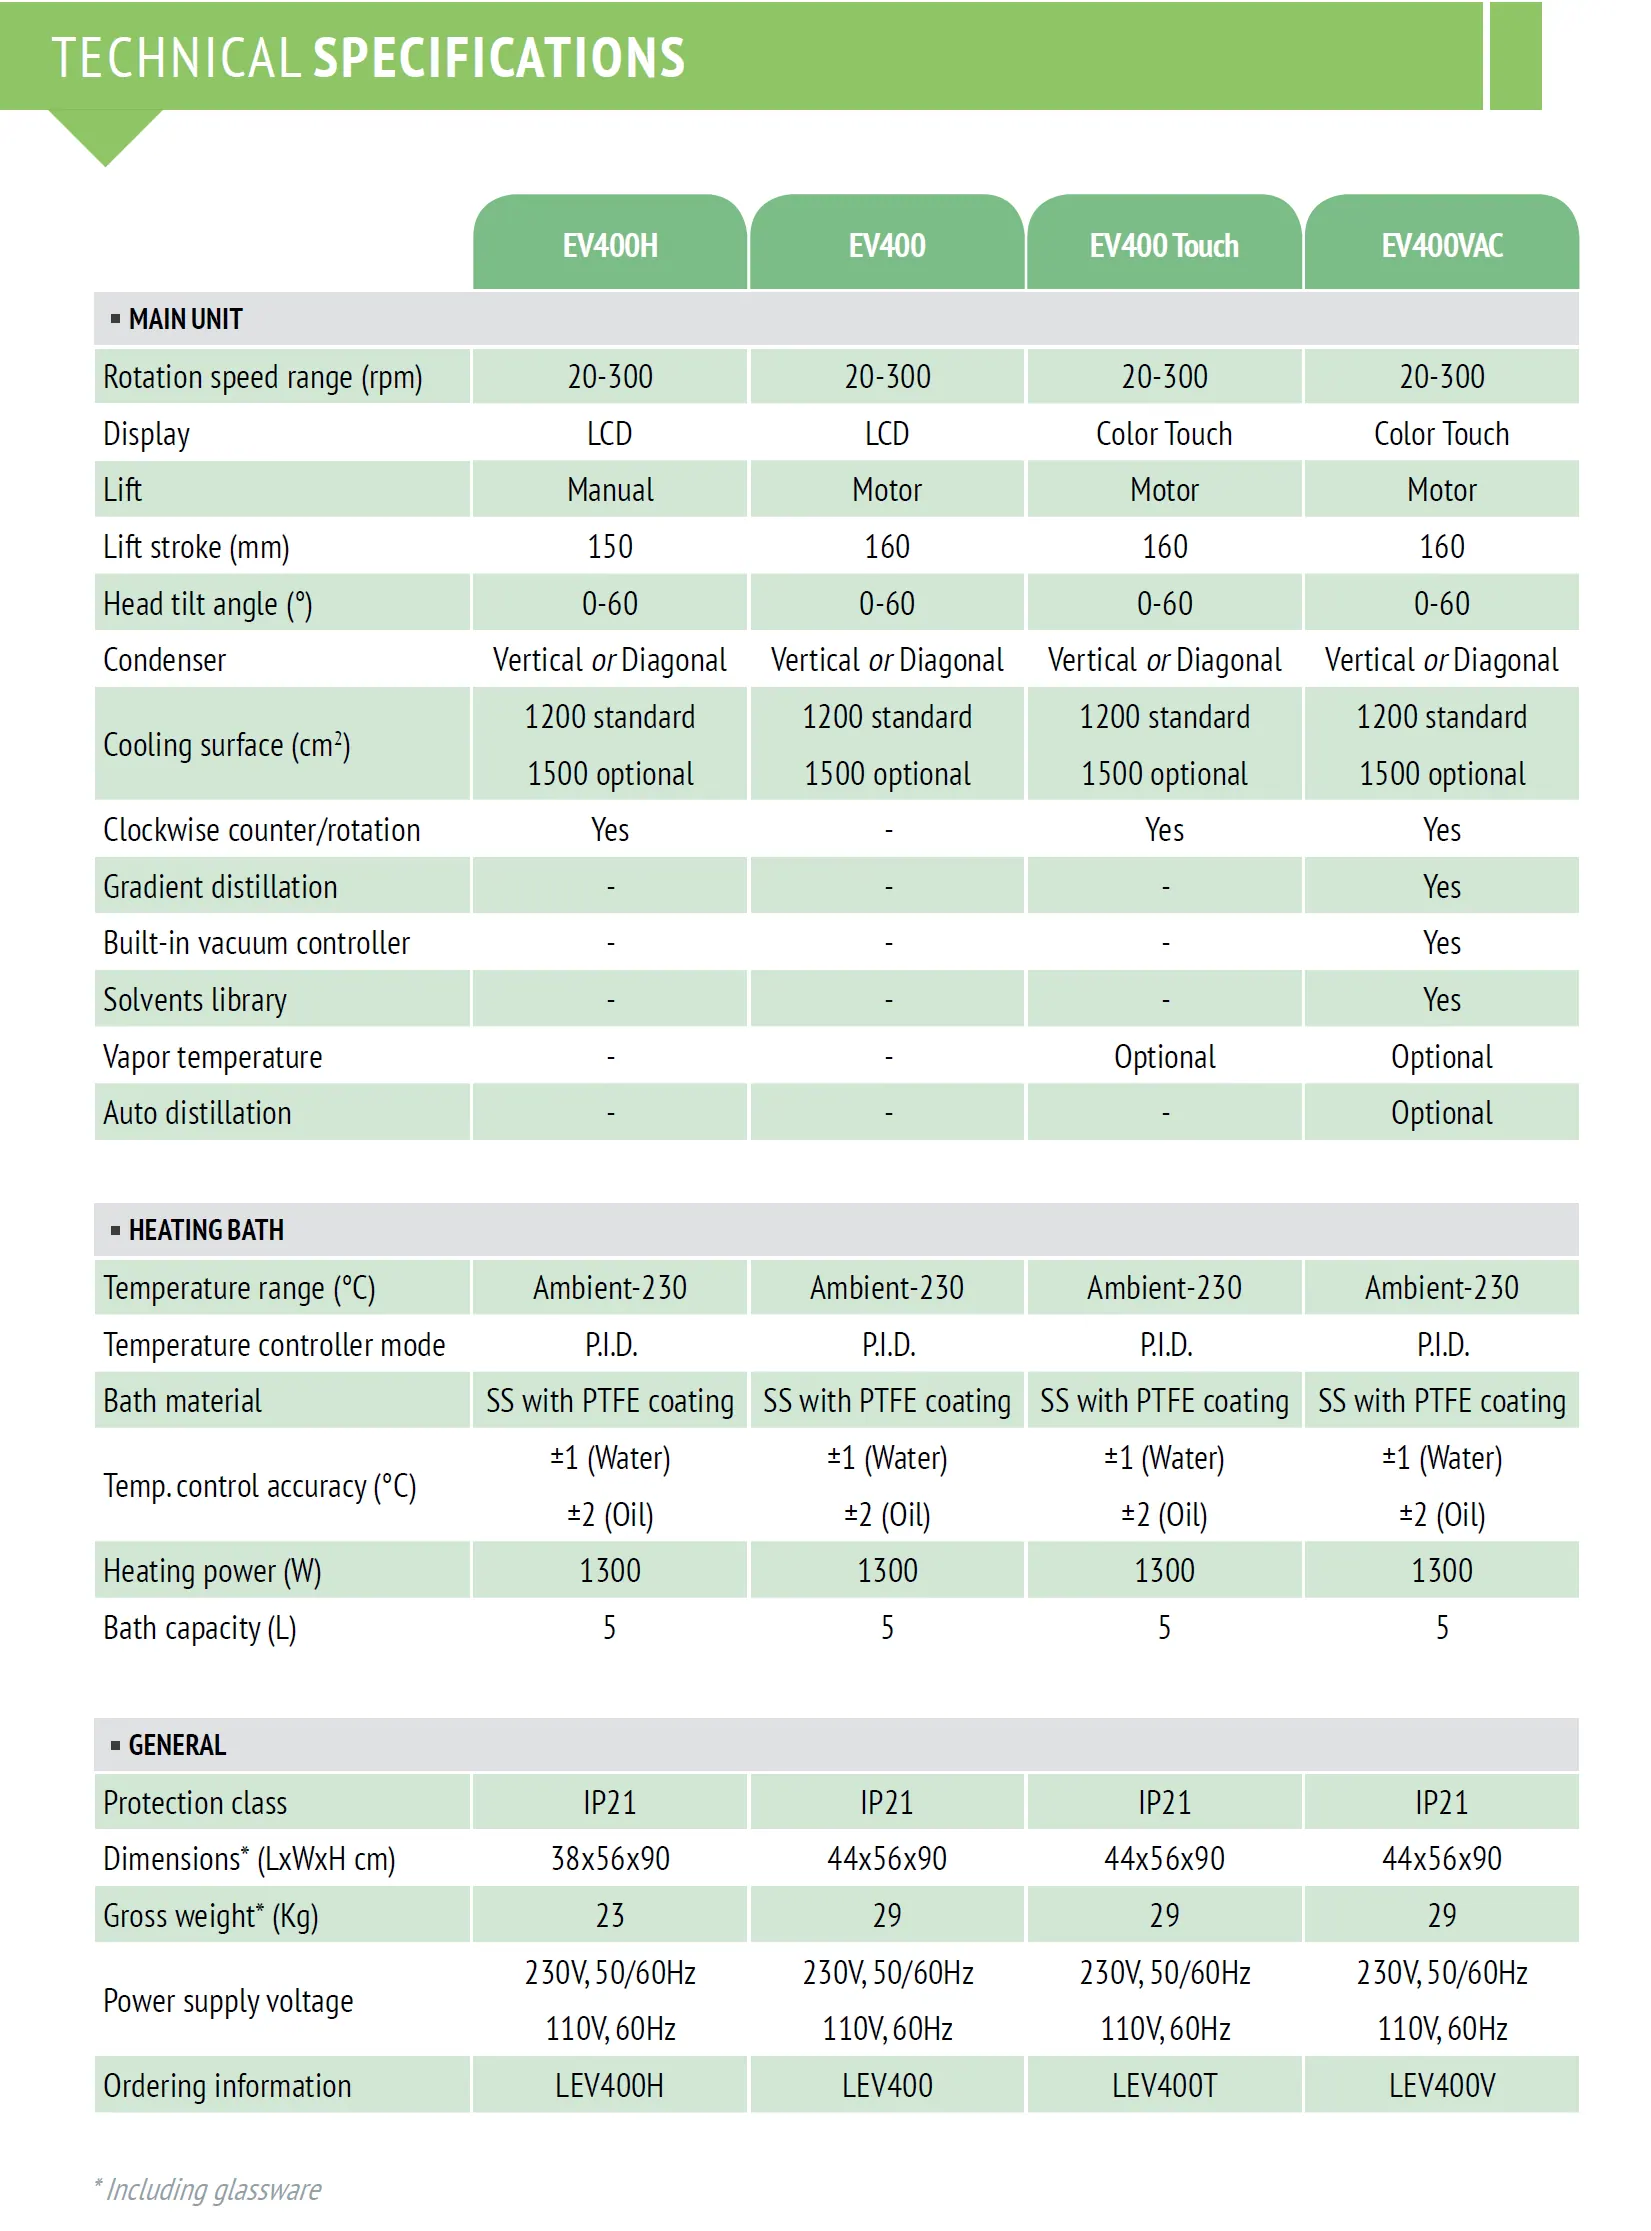 TECHNICAL SPECIFICATIONS
EV400H EV400 EV400 Touch EV400VAC
▪ MAIN UNIT
Rotation speed range (rpm) 20-300 20-300 20-300 20-300
Display LCD LCD Color Touch Color Touch
Lift Manual Motor Motor Motor
Lift stroke (mm) 150 160 160 160
Head tilt angle (°) 0-60 0-60 0-60 0-60
Condenser Vertical or Diagonal Vertical or Diagonal Vertical or Diagonal Vertical or Diagonal
Cooling surface (cm²) 1200 standard 1200 standard 1200 standard 1200 standard
1500 optional 1500 optional 1500 optional 1500 optional
Clockwise counter/rotation Yes - Yes Yes
Gradient distillation - - - Yes
Built-in vacuum controller - - - Yes
Solvents library - - - Yes
Vapor temperature - - Optional Optional
Auto distillation - - - Optional
▪ HEATING BATH
Temperature range (°C) Ambient-230 Ambient-230 Ambient-230 Ambient-230
Temperature controller mode P.I.D. P.I.D. P.I.D. P.I.D.
Bath material SS with PTFE coating SS with PTFE coating SS with PTFE coating SS with PTFE coating
Temp. control accuracy (°C) ±1 (Water) ±1 (Water) ±1 (Water) ±1 (Water)
±2 (Oil) ±2 (Oil) ±2 (Oil) ±2 (Oil)
Heating power (W) 1300 1300 1300 1300
Bath capacity (L) 5 5 5 5
▪ GENERAL
Protection class IP21 IP21 IP21 IP21
Dimensions* (LxWxH cm) 38x56x90 44x56x90 44x56x90 44x56x90
Gross weight* (Kg) 23 29 29 29
Power supply voltage 230V, 50/60Hz 230V, 50/60Hz 230V, 50/60Hz 230V, 50/60Hz
110V, 60Hz 110V, 60Hz 110V, 60Hz 110V, 60Hz
Ordering information LEV400H LEV400 LEV400T LEV400V
* Including glassware